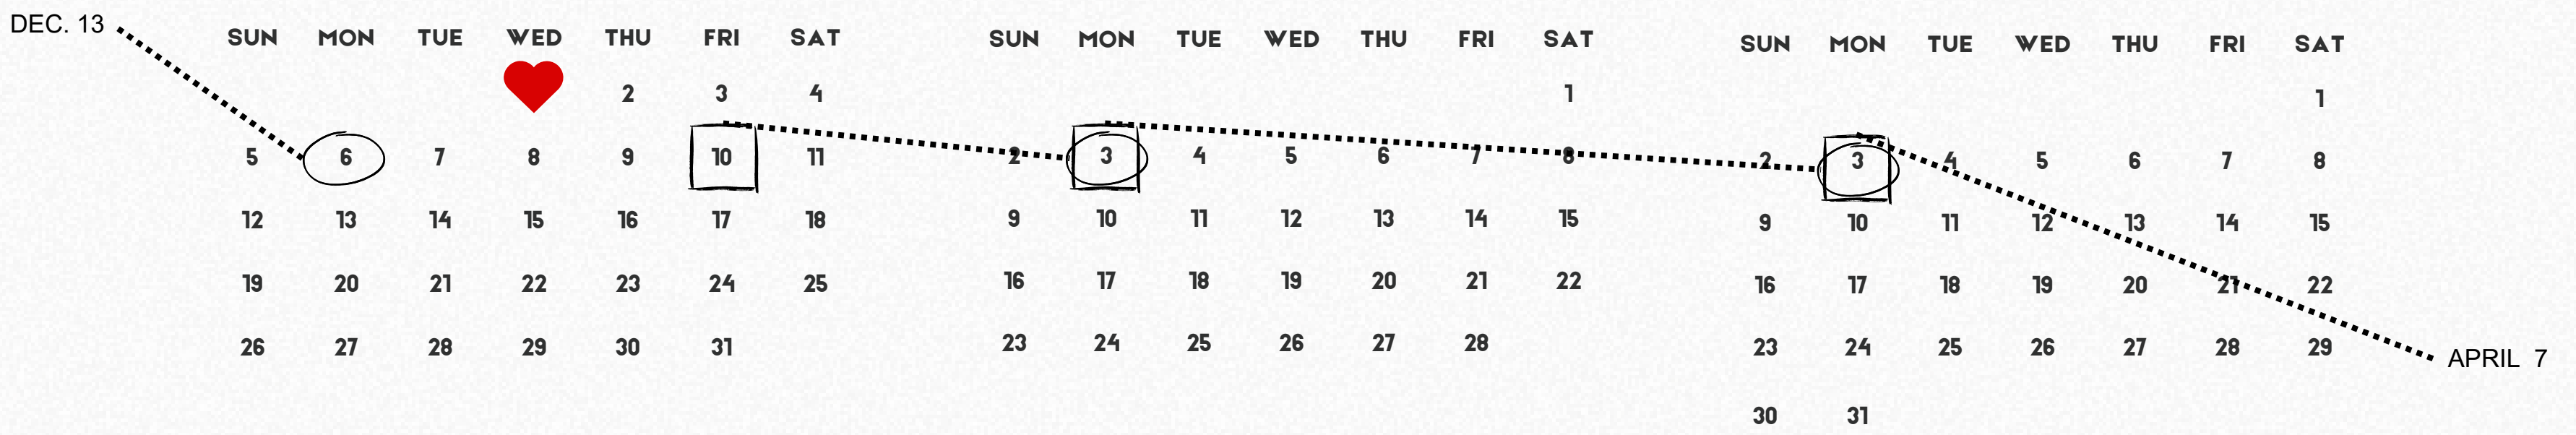 DEC. 13
SUN MON TUE WED THU FRI SAT
2 3 4
5 6 7 8 9 10 11
12 13 14 15 16 17 18
19 20 21 22 23 24 25
26 27 28 29 30 31
SUN MON TUE WED THU FRI SAT
1
2 3 4 5 6 7 8
9 10 11 12 13 14 15
16 17 18 19 20 21 22
23 24 25 26 27 28
SUN MON TUE WED THU FRI SAT
1
2 3 4 5 6 7 8
9 10 11 12 13 14 15
16 17 18 19 20 21 22
23 24 25 26 27 28 29
30 31
APRIL 7